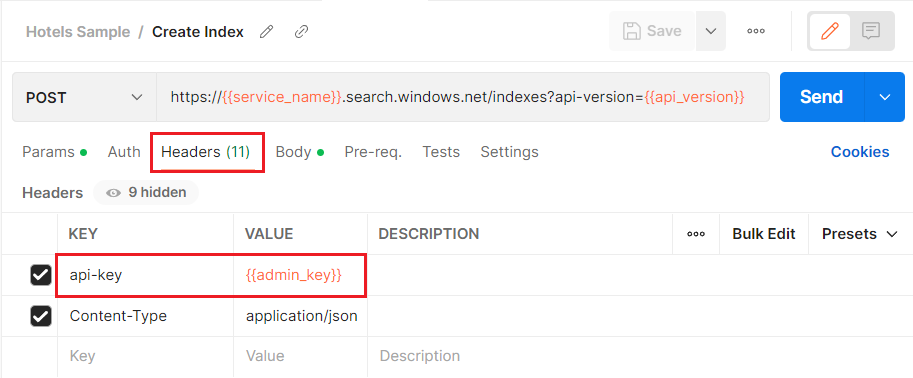 Hotels Sample / Create Index Save
POST https://{{service_name}}.search.windows.net/indexes?api-version={{api_version}} Send
Params Auth Headers (11) Body Pre-req. Tests Settings Cookies
Headers 9 hidden
KEY VALUE DESCRIPTION Bulk Edit Presets
api-key {{admin_key}}
Content-Type application/json
Key Value Description